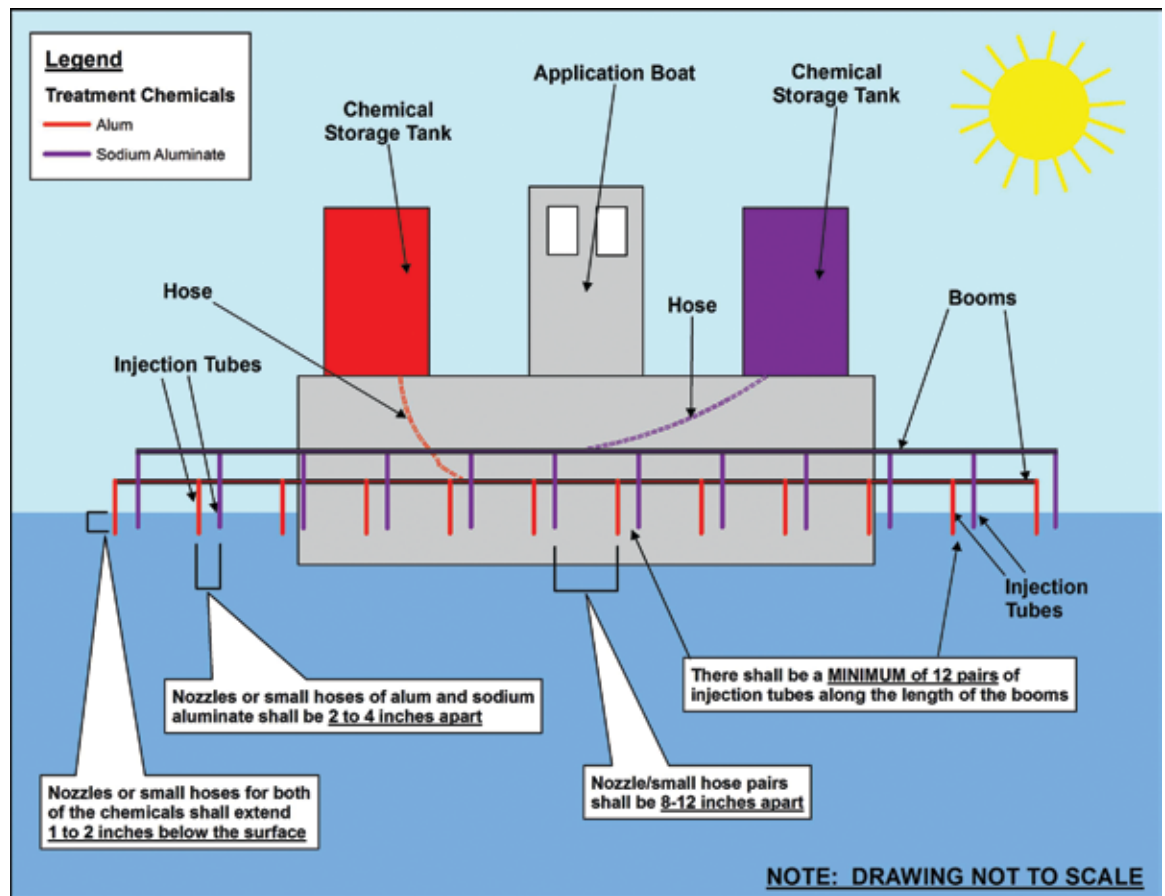 Legend
Treatment Chemicals
Alum
Sodium Aluminate
Chemical
Storage Tank
Application Boat
Chemical
Storage Tank
Hose
Hose
Booms
Injection Tubes
Injection
Tubes
Nozzles or small hoses of alum and sodium
aluminate shall be 2 to 4 inches apart
There shall be a MINIMUM of 12 pairs of
injection tubes along the length of the booms
Nozzles or small hoses for both
of the chemicals shall extend
1 to 2 inches below the surface
Nozzle/small hose pairs
shall be 8-12 inches apart
NOTE: DRAWING NOT TO SCALE